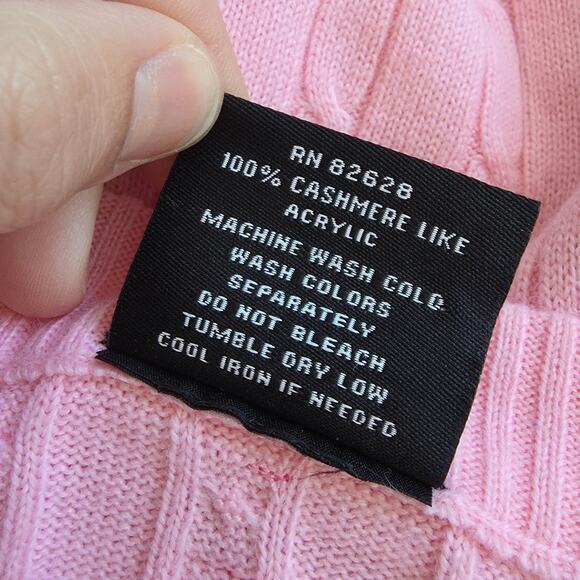 RN 82628
100% CASHMERE LIKE
ACRYLIC
MACHINE WASH COLD
WASH COLORS
SEPARATELY
DO NOT BLEACH
TUMBLE DRY LOW
COOL IRON IF NEEDED